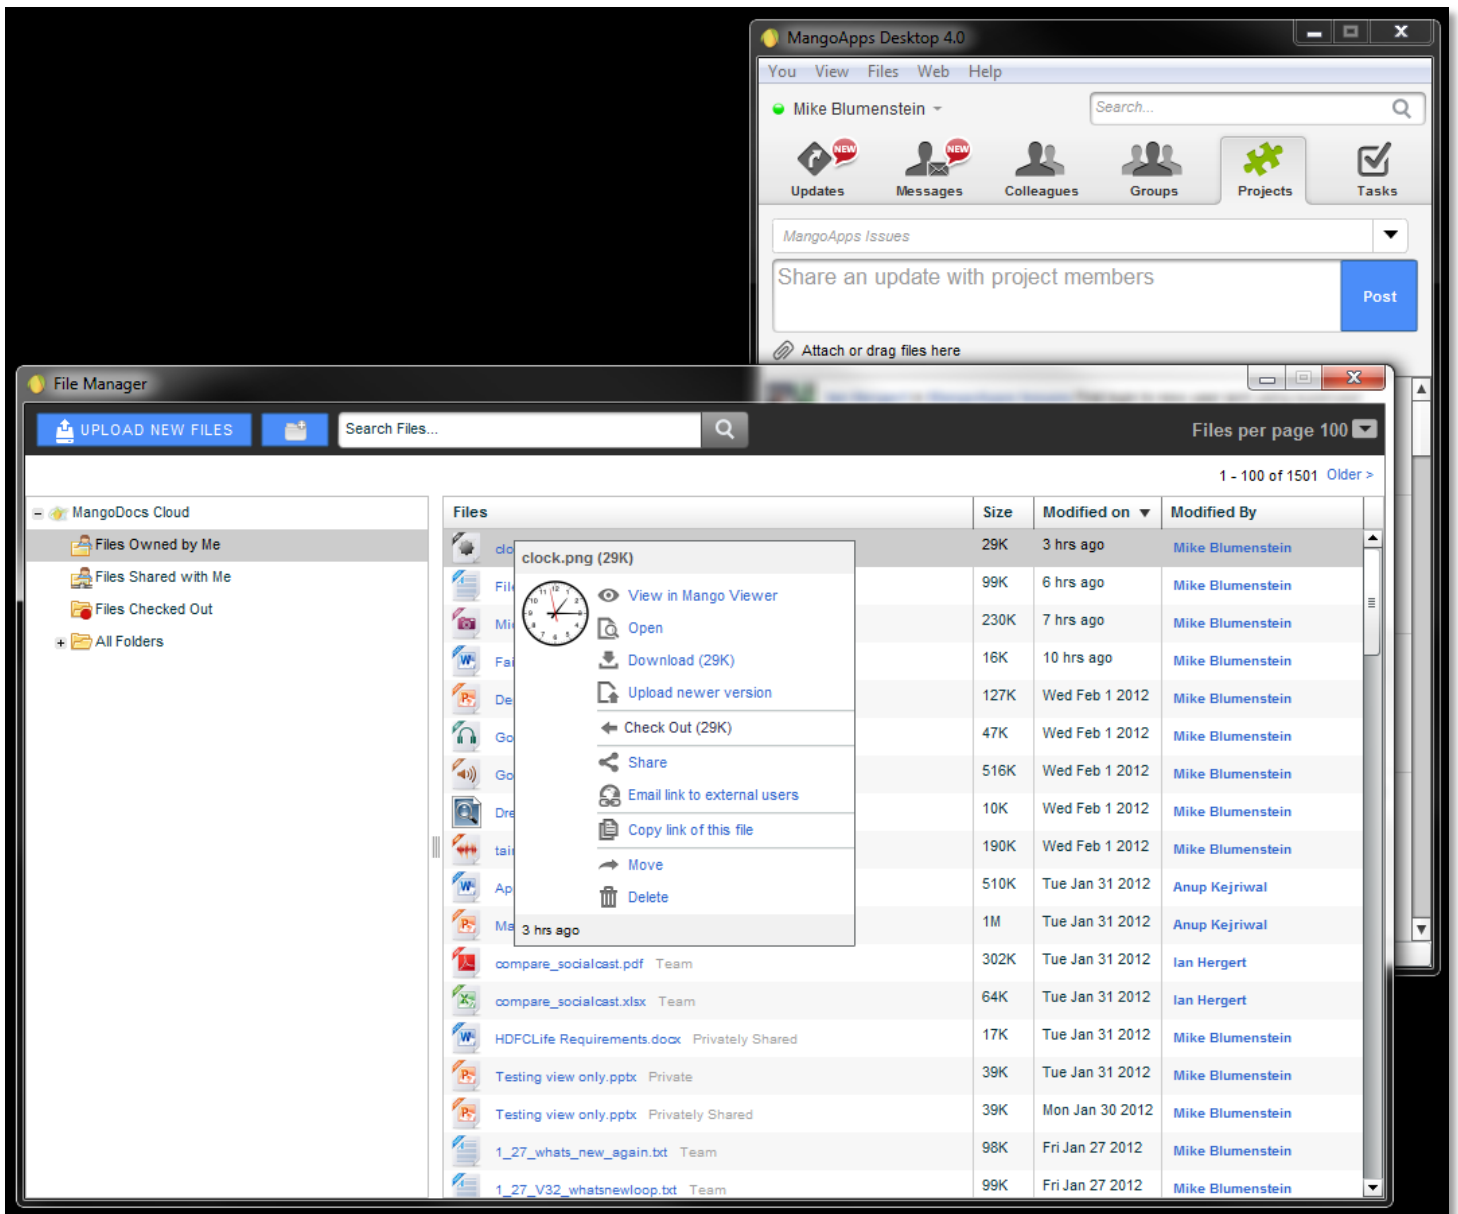 MangoApps Desktop 4.0
You View Files Web Help
Mike Blumenstein
Search...
NEW NEW
Updates Messages Colleagues Groups Projects Tasks
MangoApps Issues
Share an update with project members
Post
Attach or drag files here
File Manager
UPLOAD NEW FILES
Search Files...
Files per page 100
1 - 100 of 1501 Older >
MangoDocs Cloud
Files Owned by Me
Files Shared with Me
Files Checked Out
All Folders
Files Size Modified on Modified By
clo 29K 3 hrs ago Mike Blumenstein
File 99K 6 hrs ago Mike Blumenstein
230K 7 hrs ago Mike Blumenstein
Fai 16K 10 hrs ago Mike Blumenstein
De 127K Wed Feb 1 2012 Mike Blumenstein
Go 47K Wed Feb 1 2012 Mike Blumenstein
Go 516K Wed Feb 1 2012 Mike Blumenstein
Dre 10K Wed Feb 1 2012 Mike Blumenstein
tai 190K Wed Feb 1 2012 Mike Blumenstein
Ap 510K Tue Jan 31 2012 Anup Kejriwal
Ma 1M Tue Jan 31 2012 Anup Kejriwal
compare_socialcast.pdf Team 302K Tue Jan 31 2012 Ian Hergert
compare_socialcast.xlsx Team 64K Tue Jan 31 2012 Ian Hergert
HDFCLife Requirements.docx Privately Shared 17K Tue Jan 31 2012 Mike Blumenstein
Testing view only.pptx Private 39K Tue Jan 31 2012 Mike Blumenstein
Testing view only.pptx Privately Shared 39K Mon Jan 30 2012 Mike Blumenstein
1_27_whats_new_again.txt Team 98K Fri Jan 27 2012 Mike Blumenstein
1_27_V32_whatsnewloop.txt Team 99K Fri Jan 27 2012 Mike Blumenstein
clock.png (29K)
View in Mango Viewer
Open
Download (29K)
Upload newer version
Check Out (29K)
Share
Email link to external users
Copy link of this file
Move
Delete
3 hrs ago